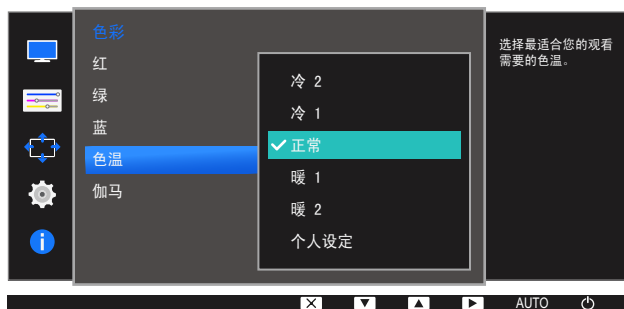 色彩
红
绿
蓝
色温
伽马
冷 2
冷 1
正常
暖 1
暖 2
个人设定
选择最适合您的观看
需要的色温。
AUTO